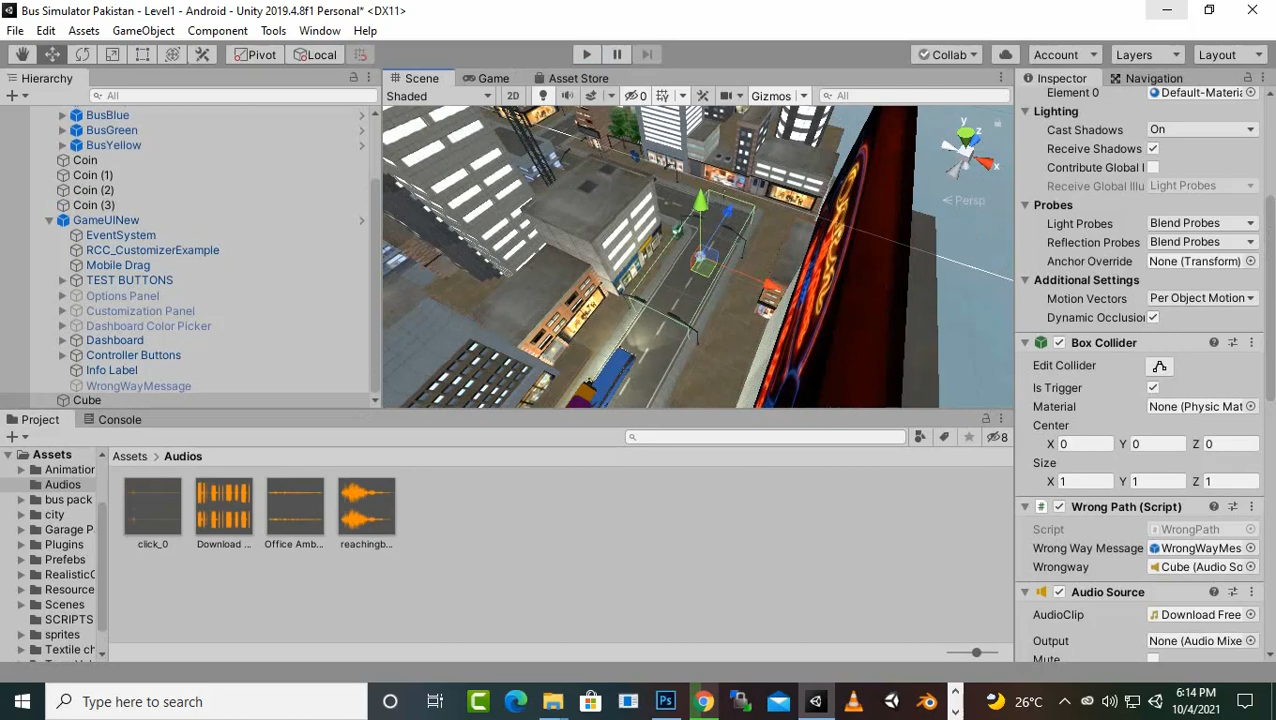 Bus Simulator Pakistan - Level1 - Android - Unity 2019.4.8f1 Personal* <DX11>
File Edit Assets GameObject Component Tools Window Help
Pivot Local Collab Account Layers Layout
Hierarchy
All
BusBlue
BusGreen
BusYellow
Coin
Coin (1)
Coin (2)
Coin (3)
GameUINew
EventSystem
RCC_CustomizerExample
Mobile Drag
TEST BUTTONS
Options Panel
Customization Panel
Dashboard Color Picker
Dashboard
Controller Buttons
Info Label
WrongWayMessage
Cube
Scene Game Asset Store
Shaded 2D 0 Gizmos All
y
z
x
Persp
Inspector Navigation
Element 0 Default-Materia
Lighting
Cast Shadows On
Receive Shadows
Contribute Global I
Receive Global Illu Light Probes
Probes
Light Probes Blend Probes
Reflection Probes Blend Probes
Anchor Override None (Transform)
Additional Settings
Motion Vectors Per Object Motion
Dynamic Occlusion
Box Collider
Edit Collider
Is Trigger
Material None (Physic Mat
Center
X 0 Y 0 Z 0
Size
X 1 Y 1 Z 1
Wrong Path (Script)
Script WrongPath
Wrong Way Message WrongWayMes
Wrongway Cube (Audio So
Audio Source
AudioClip Download Free
Output None (Audio Mixe
Mute
Project Console
8
Assets
Animation
Audios
bus pack
city
Garage P
Plugins
Prefebs
RealisticC
Resource
Scenes
SCRIPTS
sprites
Textile ch
Assets > Audios
click_0 Download ... Office Amb... reachingb...
Type here to search
Ps
26°C
6:14 PM
10/4/2021